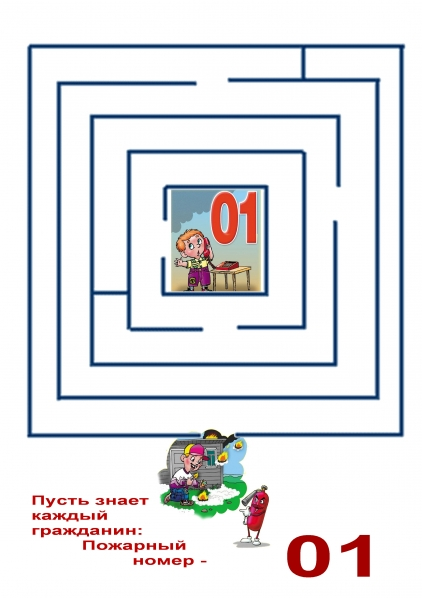 01
Пусть знает
каждый
гражданин:
Пожарный
номер -
01